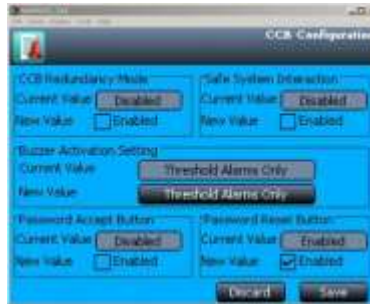 CCB Configuration
CCB Redundancy Mode
Safe System Interaction
Current Value Disabled
Current Value Disabled
New Value Enabled
New Value Enabled
Buzzer Activation Setting
Current Value Threshold Alarms Only
New Value Threshold Alarms Only
Password Accept Button
Password Reset Button
Current Value Disabled
Current Value Enabled
New Value Enabled
New Value Enabled
Discard Save